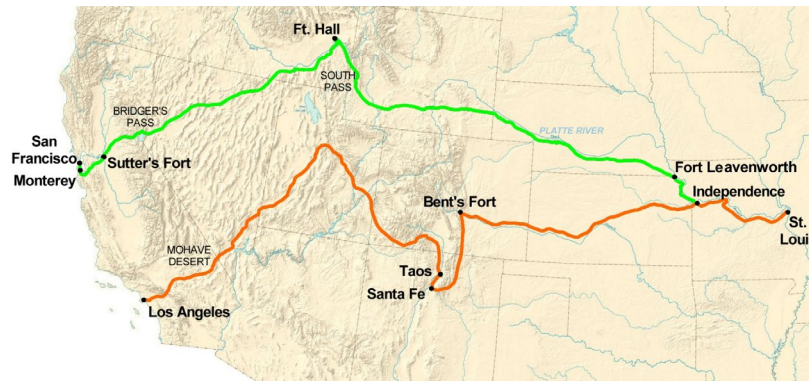 Ft. Hall
SOUTH
PASS
BRIDGER'S
PASS
PLATTE RIVER
San
Francisco
Sutter's Fort
Monterey
Fort Leavenworth
Independence
Bent's Fort
St.
Loui
MOHAVE
DESERT
Taos
Santa Fe
Los Angeles